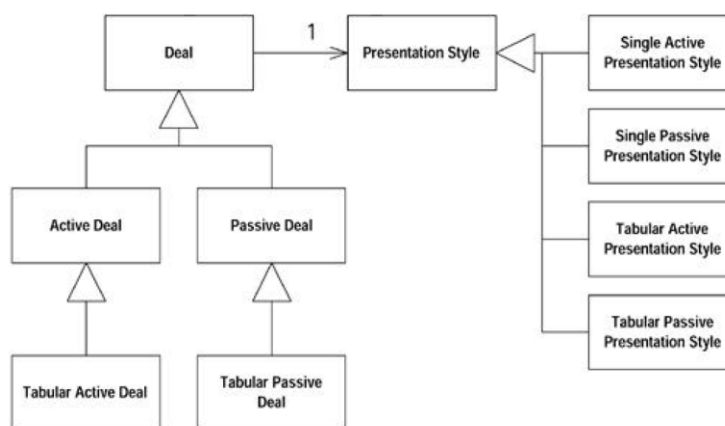 Deal
1
Presentation Style
Single Active
Presentation Style
Single Passive
Presentation Style
Active Deal
Passive Deal
Tabular Active
Presentation Style
Tabular Passive
Presentation Style
Tabular Active Deal
Tabular Passive
Deal